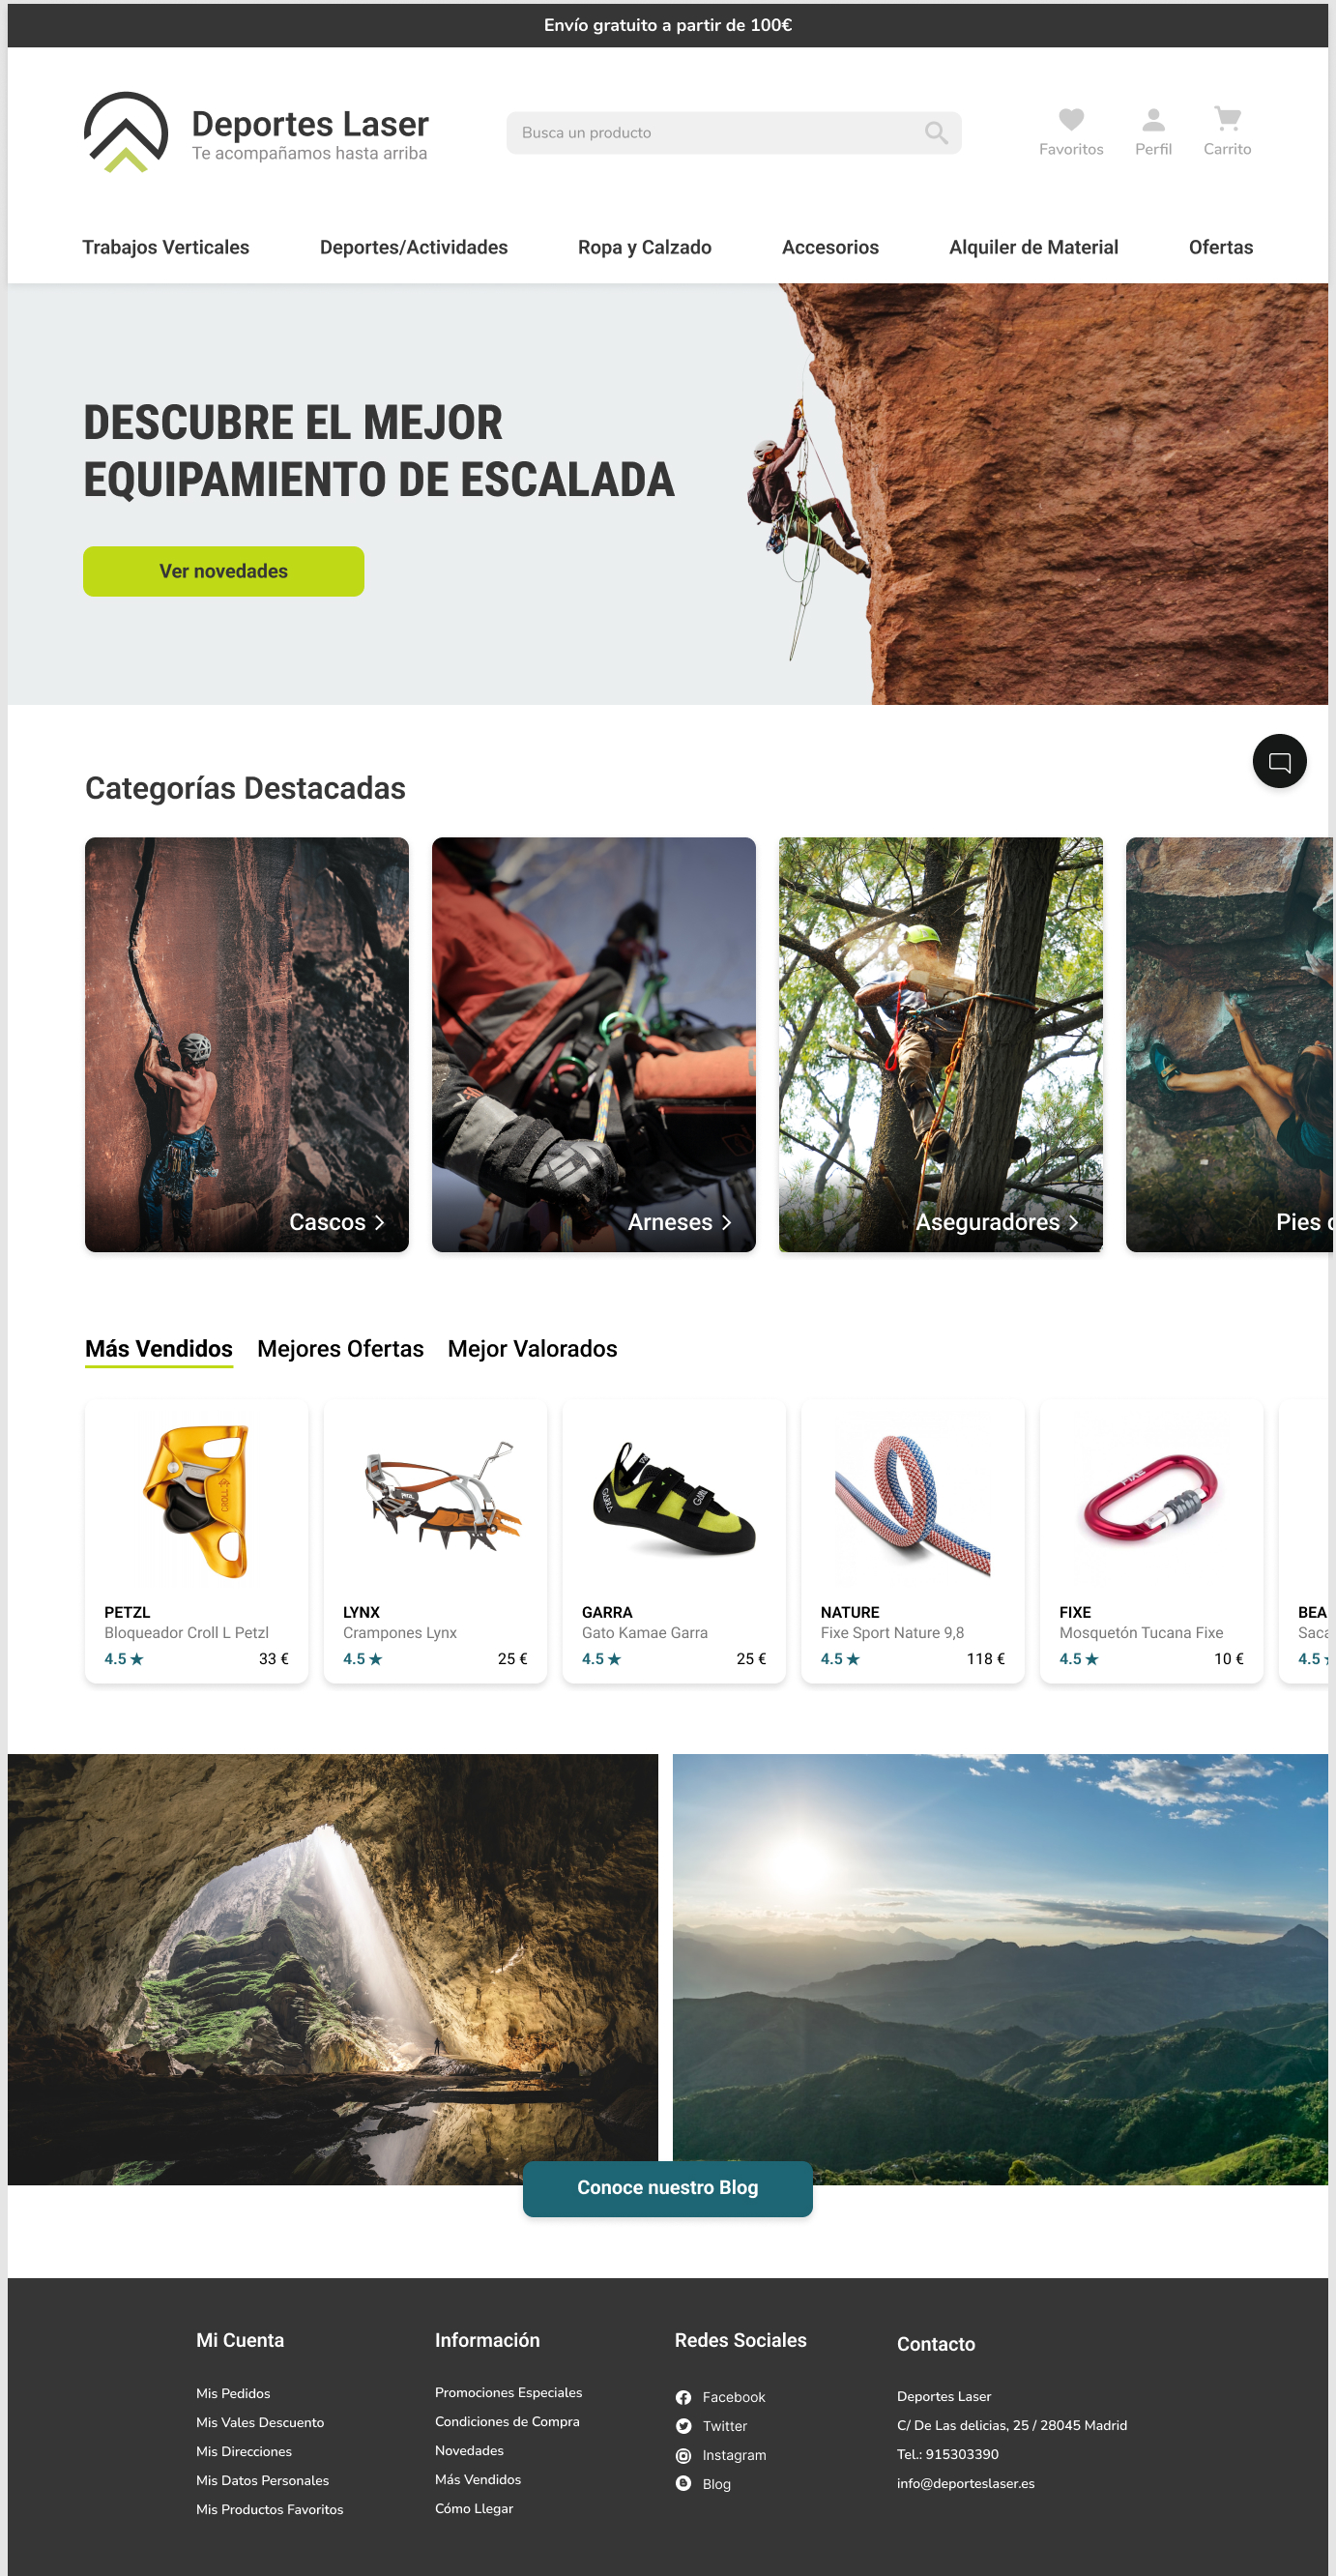 Envío gratuito a partir de 100€
Deportes Laser
Te acompañamos hasta arriba
Busca un producto
Favoritos
Perfil
Carrito
Trabajos Verticales
Deportes/Actividades
Ropa y Calzado
Accesorios
Alquiler de Material
Ofertas
DESCUBRE EL MEJOR
EQUIPAMIENTO DE ESCALADA
Ver novedades
Categorías Destacadas
Cascos
Arneses
Aseguradores
Pies
Más Vendidos
Mejores Ofertas
Mejor Valorados
CROLL
GARRA
FIXE
PETZL
Bloqueador Croll L Petzl
4.5 ★
33 €
LYNX
Crampones Lynx
4.5 ★
25 €
GARRA
Gato Kamae Garra
4.5 ★
25 €
NATURE
Fixe Sport Nature 9,8
4.5 ★
118 €
FIXE
Mosquetón Tucana Fixe
4.5 ★
10 €
BEA
Saca
4.5
Conoce nuestro Blog
Mi Cuenta
Mis Pedidos
Mis Vales Descuento
Mis Direcciones
Mis Datos Personales
Mis Productos Favoritos
Información
Promociones Especiales
Condiciones de Compra
Novedades
Más Vendidos
Cómo Llegar
Redes Sociales
Facebook
Twitter
Instagram
Blog
Contacto
Deportes Laser
C/ De Las delicias, 25 / 28045 Madrid
Tel.: 915303390
info@deporteslaser.es